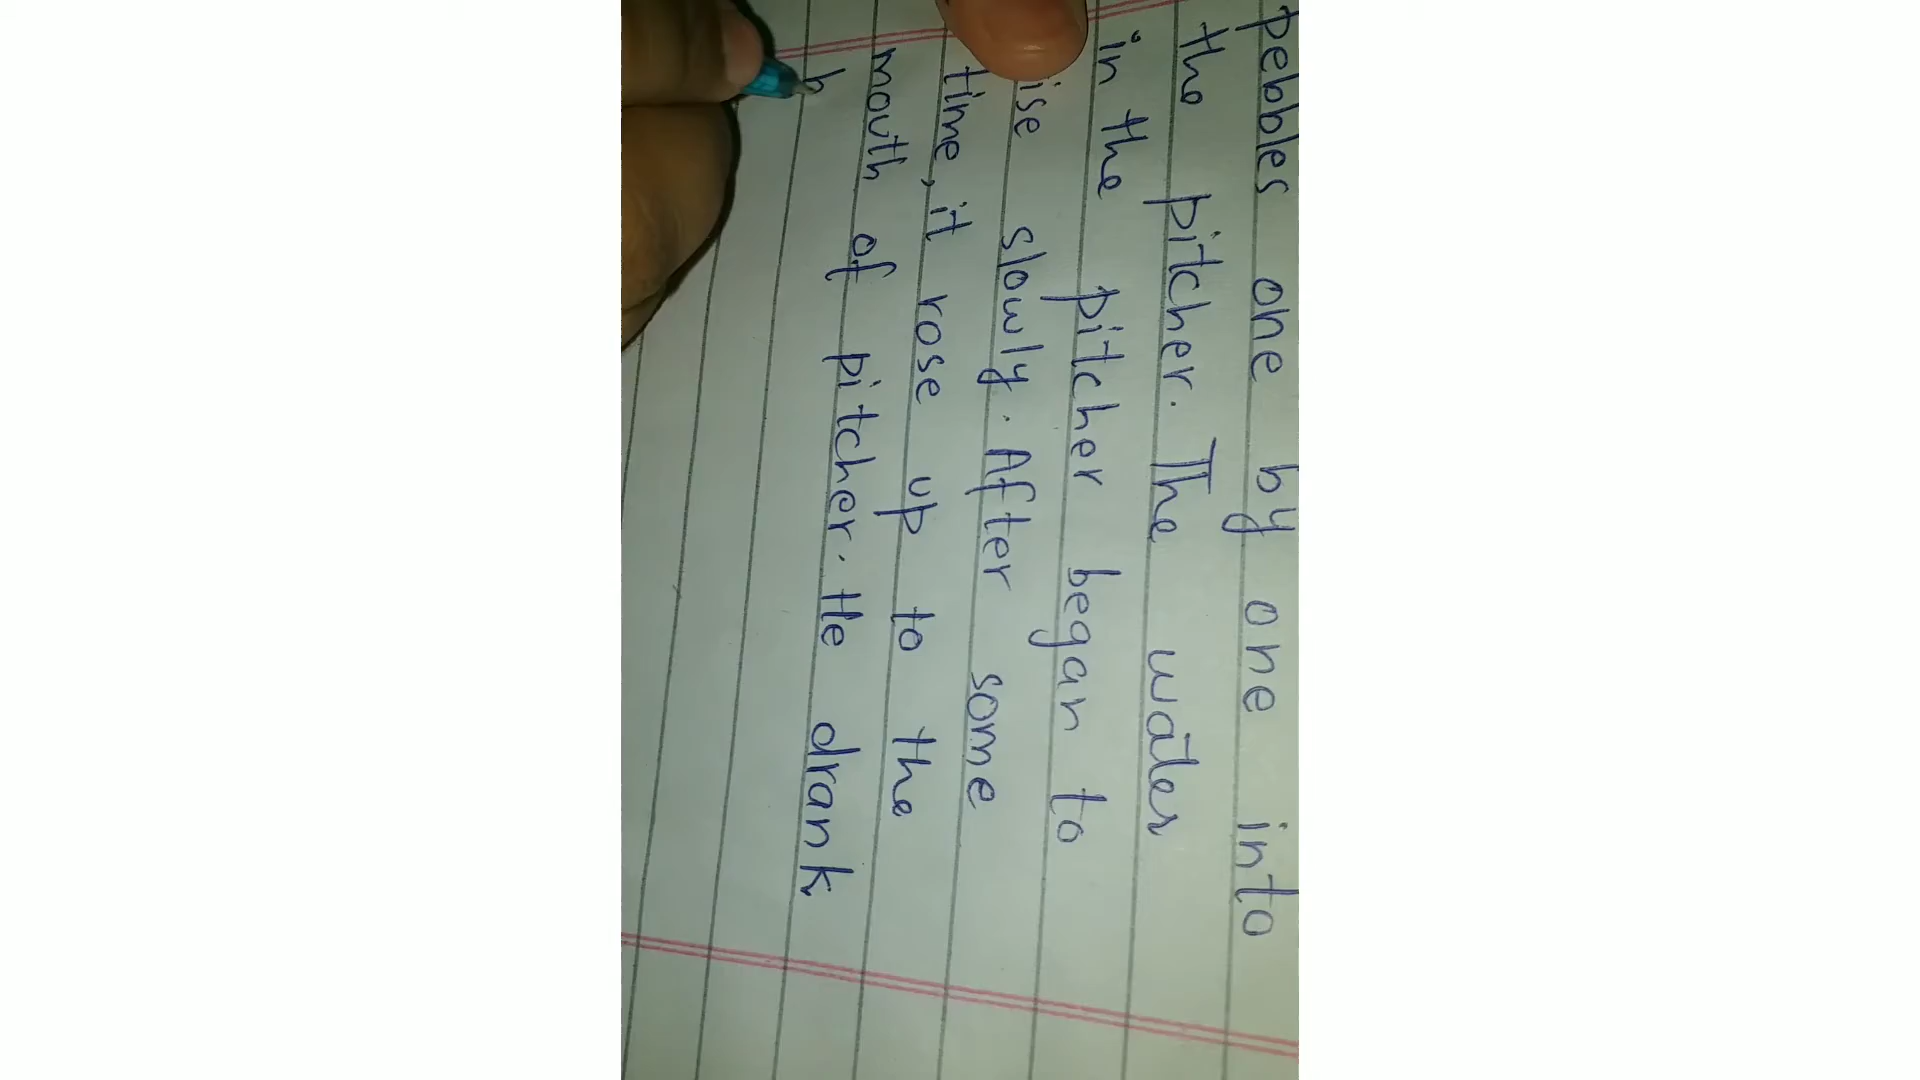 pebbles one by one into
the pitcher. The water
in the pitcher began to
ise slowly. After some
time, it rose up to the
mouth of pitcher. He drank
h